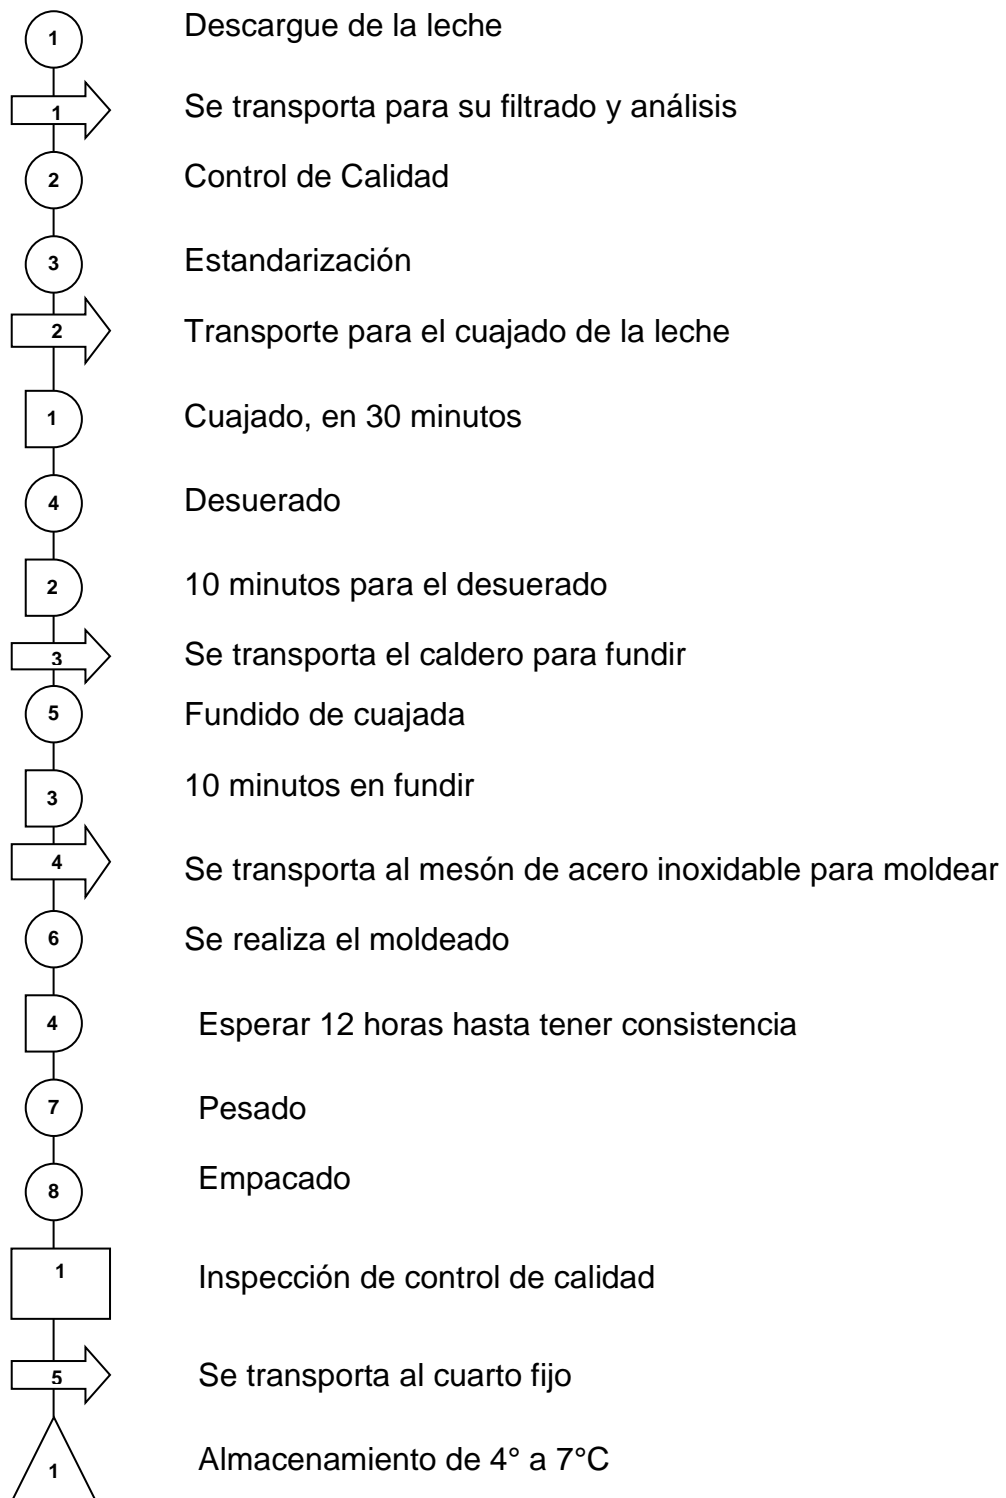 1 Descargue de la leche
1 Se transporta para su filtrado y análisis
2 Control de Calidad
3 Estandarización
2 Transporte para el cuajado de la leche
1 Cuajado, en 30 minutos
4 Desuerado
2 10 minutos para el desuerado
3 Se transporta el caldero para fundir
5 Fundido de cuajada
3 10 minutos en fundir
4 Se transporta al mesón de acero inoxidable para moldear
6 Se realiza el moldeado
4 Esperar 12 horas hasta tener consistencia
7 Pesado
8 Empacado
1 Inspección de control de calidad
5 Se transporta al cuarto fijo
1 Almacenamiento de 4° a 7°C